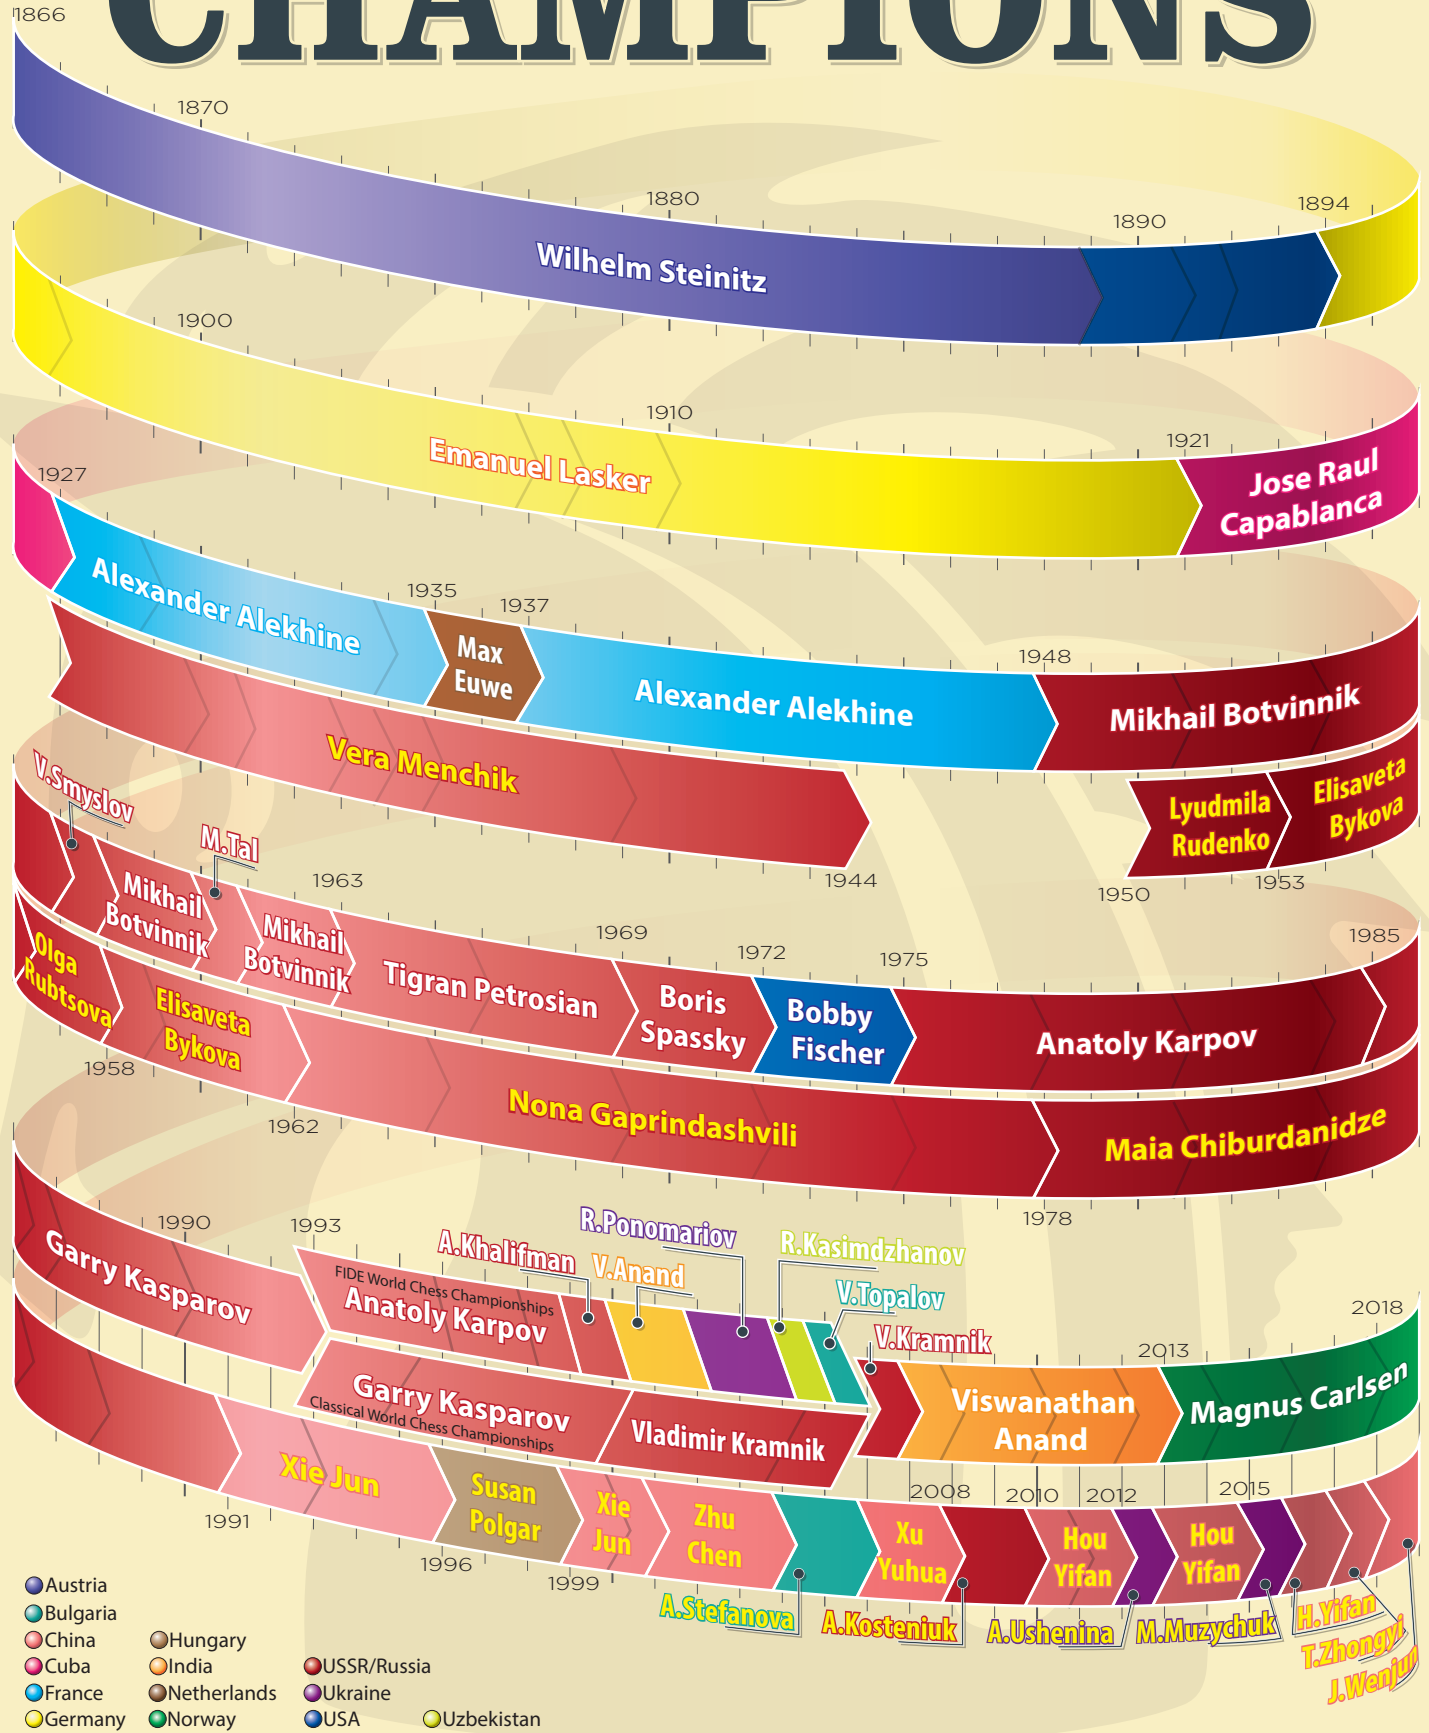 CHAMPIONS
1866
1870
1880
1890
1894
Wilhelm Steinitz
1900
1910
1921
Emanuel Lasker
Jose Raul
Capablanca
1927
1935
1937
1948
Alexander Alekhine
Max
Euwe
Alexander Alekhine
Mikhail Botvinnik
Vera Menchik
Lyudmila
Rudenko
Elisaveta
Bykova
1944
1950
1953
V.Smyslov
M.Tal
1963
1969
1972
1975
1985
Mikhail
Botvinnik
Mikhail
Botvinnik
Tigran Petrosian
Boris
Spassky
Bobby
Fischer
Anatoly Karpov
Olga
Rubtsova
Elisaveta
Bykova
Nona Gaprindashvili
Maia Chiburdanidze
1958
1962
1978
1990
1993
A.Khalifman
R.Ponomariov
V.Anand
R.Kasimdzhanov
V.Topalov
V.Kramnik
2013
2018
Garry Kasparov
FIDE World Chess Championships
Anatoly Karpov
Garry Kasparov
Classical World Chess Championships
Vladimir Kramnik
Viswanathan
Anand
Magnus Carlsen
Xie Jun
Susan
Polgar
Xie
Jun
Zhu
Chen
Xu
Yuhua
Hou
Yifan
Hou
Yifan
2008
2010
2012
2015
1991
1996
1999
A.Stefanova
A.Kosteniuk
A.Ushenina
M.Muzychuk
H.Yifan
T.Zhongyi
J.Wenjun
Austria
Bulgaria
China
Cuba
France
Germany
Hungary
India
Netherlands
Norway
USSR/Russia
Ukraine
USA
Uzbekistan